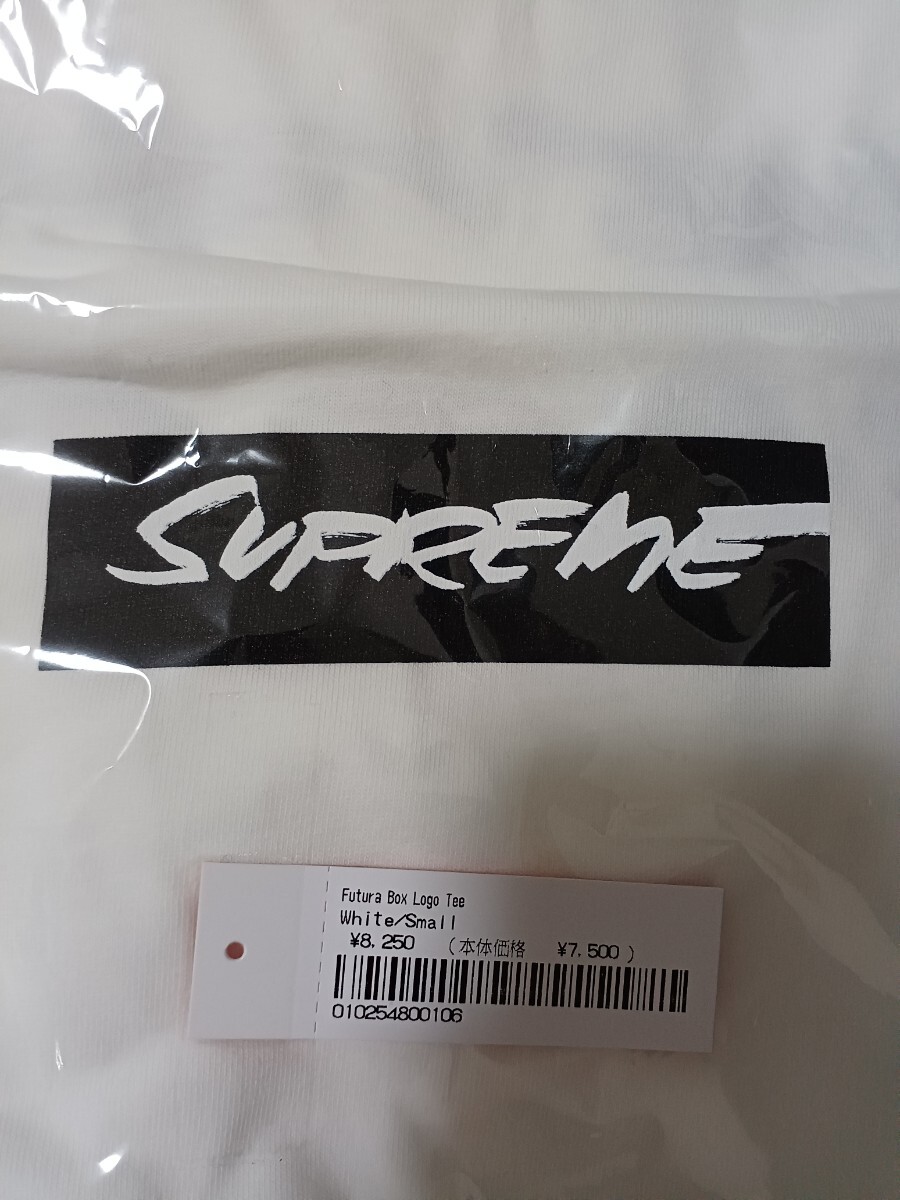 SUPREME
Futura Box Logo Tee
White/Small
¥8,250 (本体価格 ¥7,500)
010254800106